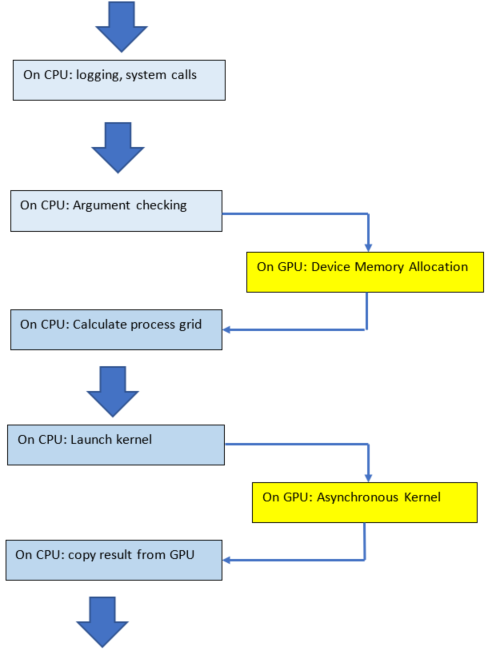 On CPU: logging, system calls
On CPU: Argument checking
On GPU: Device Memory Allocation
On CPU: Calculate process grid
On CPU: Launch kernel
On GPU: Asynchronous Kernel
On CPU: copy result from GPU